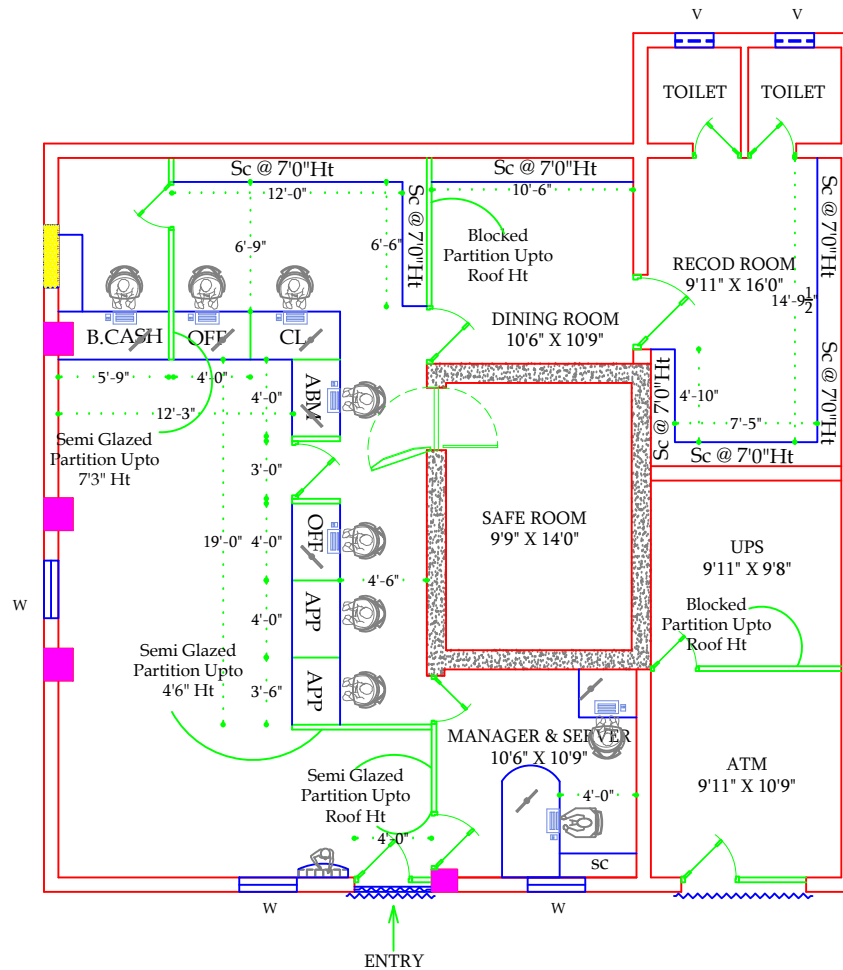 V
V
TOILET
TOILET
Sc @ 7'0"Ht
Sc @ 7'0"Ht
12'-0"
10'-6"
Sc @ 7'0"Ht
Sc @ 7'0"Ht
6'-9"
6'-6"
Blocked
Partition Upto
Roof Ht
RECOD ROOM
9'11" X 16'0"
14'-9 1/2"
DINING ROOM
10'6" X 10'9"
B.CASH
OFF
CL
5'-9"
4'-0"
12'-3"
4'-0"
ABM
4'-10"
7'-5"
Sc @ 7'0"Ht
Sc @ 7'0"Ht
Sc @ 7'0"Ht
Semi Glazed
Partition Upto
7'3" Ht
3'-0"
19'-0"
4'-0"
OFF
SAFE ROOM
9'9" X 14'0"
UPS
9'11" X 9'8"
4'-6"
W
4'-0"
APP
Blocked
Partition Upto
Roof Ht
Semi Glazed
Partition Upto
4'6" Ht
3'-6"
APP
MANAGER & SERVER
10'6" X 10'9"
ATM
9'11" X 10'9"
Semi Glazed
Partition Upto
Roof Ht
4'-0"
4'-0"
SC
W
W
ENTRY